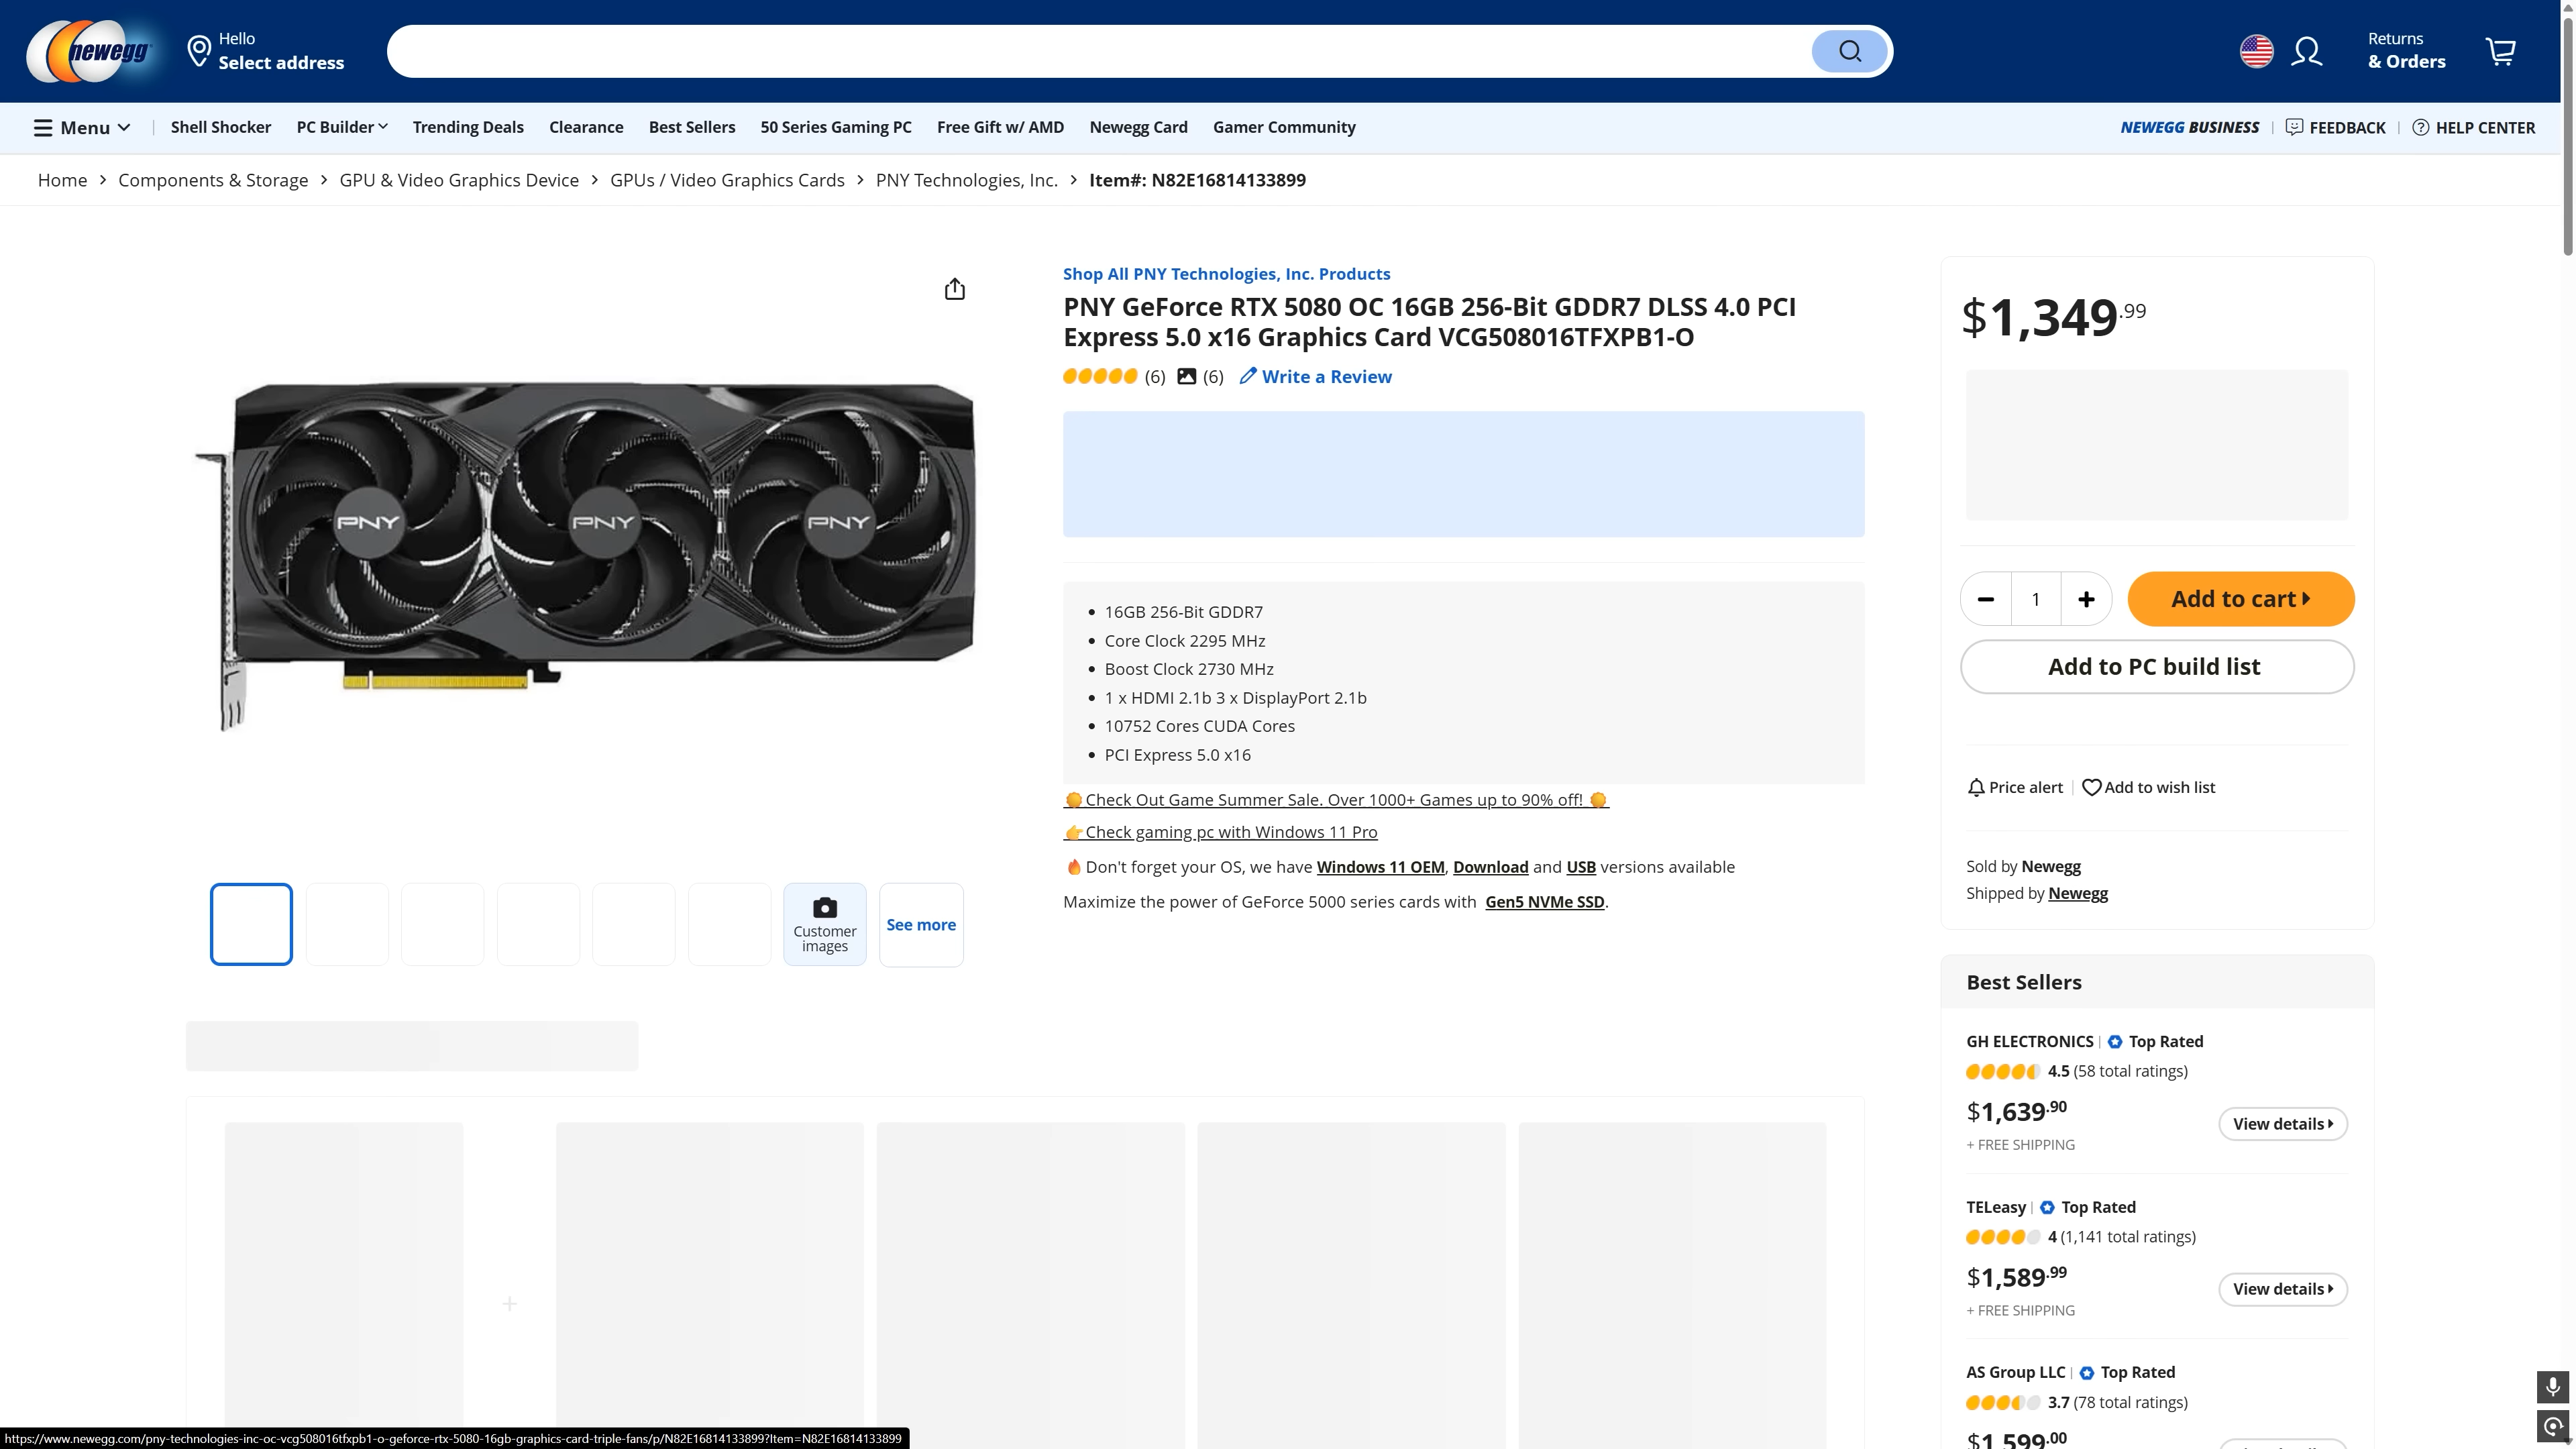 newegg
Hello
Select address
Returns
& Orders
Menu
Shell Shocker
PC Builder
Trending Deals
Clearance
Best Sellers
50 Series Gaming PC
Free Gift w/ AMD
Newegg Card
Gamer Community
NEWEGG BUSINESS
FEEDBACK
HELP CENTER
Home > Components & Storage > GPU & Video Graphics Device > GPUs / Video Graphics Cards > PNY Technologies, Inc. > Item#: N82E16814133899
PNY
PNY
PNY
Customer
images
See more
Shop All PNY Technologies, Inc. Products
PNY GeForce RTX 5080 OC 16GB 256-Bit GDDR7 DLSS 4.0 PCI
Express 5.0 x16 Graphics Card VCG508016TFXPB1-O
(6) (6) Write a Review
16GB 256-Bit GDDR7
Core Clock 2295 MHz
Boost Clock 2730 MHz
1 x HDMI 2.1b 3 x DisplayPort 2.1b
10752 Cores CUDA Cores
PCI Express 5.0 x16
Check Out Game Summer Sale. Over 1000+ Games up to 90% off!
Check gaming pc with Windows 11 Pro
Don't forget your OS, we have Windows 11 OEM, Download and USB versions available
Maximize the power of GeForce 5000 series cards with Gen5 NVMe SSD.
$1,349.99
1
Add to cart
Add to PC build list
Price alert
Add to wish list
Sold by Newegg
Shipped by Newegg
Best Sellers
GH ELECTRONICS | Top Rated
4.5 (58 total ratings)
$1,639.90
View details
+ FREE SHIPPING
TELeasy | Top Rated
4 (1,141 total ratings)
$1,589.99
View details
+ FREE SHIPPING
AS Group LLC | Top Rated
3.7 (78 total ratings)
$1,599.00
https://www.newegg.com/pny-technologies-inc-oc-vcg508016tfxpb1-o-geforce-rtx-5080-16gb-graphics-card-triple-fans/p/N82E16814133899?Item=N82E16814133899